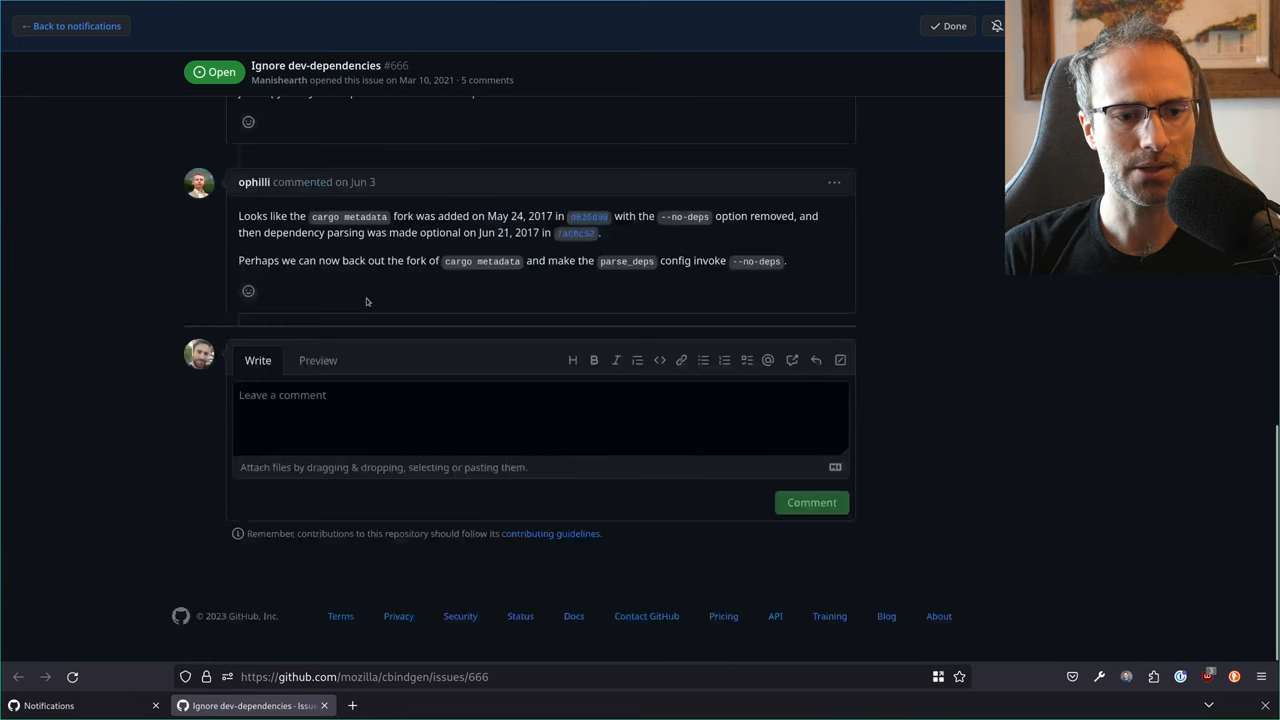 ← Back to notifications
Done
Open
Ignore dev-dependencies #666
Manishearth opened this issue on Mar 10, 2021 · 5 comments
ophilli commented on Jun 3
Looks like the cargo metadata fork was added on May 24, 2017 in with the --no-deps option removed, and
then dependency parsing was made optional on Jun 21, 2017 in .
Perhaps we can now back out the fork of cargo metadata and make the parse_deps config invoke --no-deps.
Write
Preview
Leave a comment
Attach files by dragging & dropping, selecting or pasting them.
Comment
Remember, contributions to this repository should follow its contributing guidelines.
© 2023 GitHub, Inc.
Terms
Privacy
Security
Status
Docs
Contact GitHub
Pricing
API
Training
Blog
About
https://github.com/mozilla/cbindgen/issues/666
3
Notifications
Ignore dev-dependencies · Issue